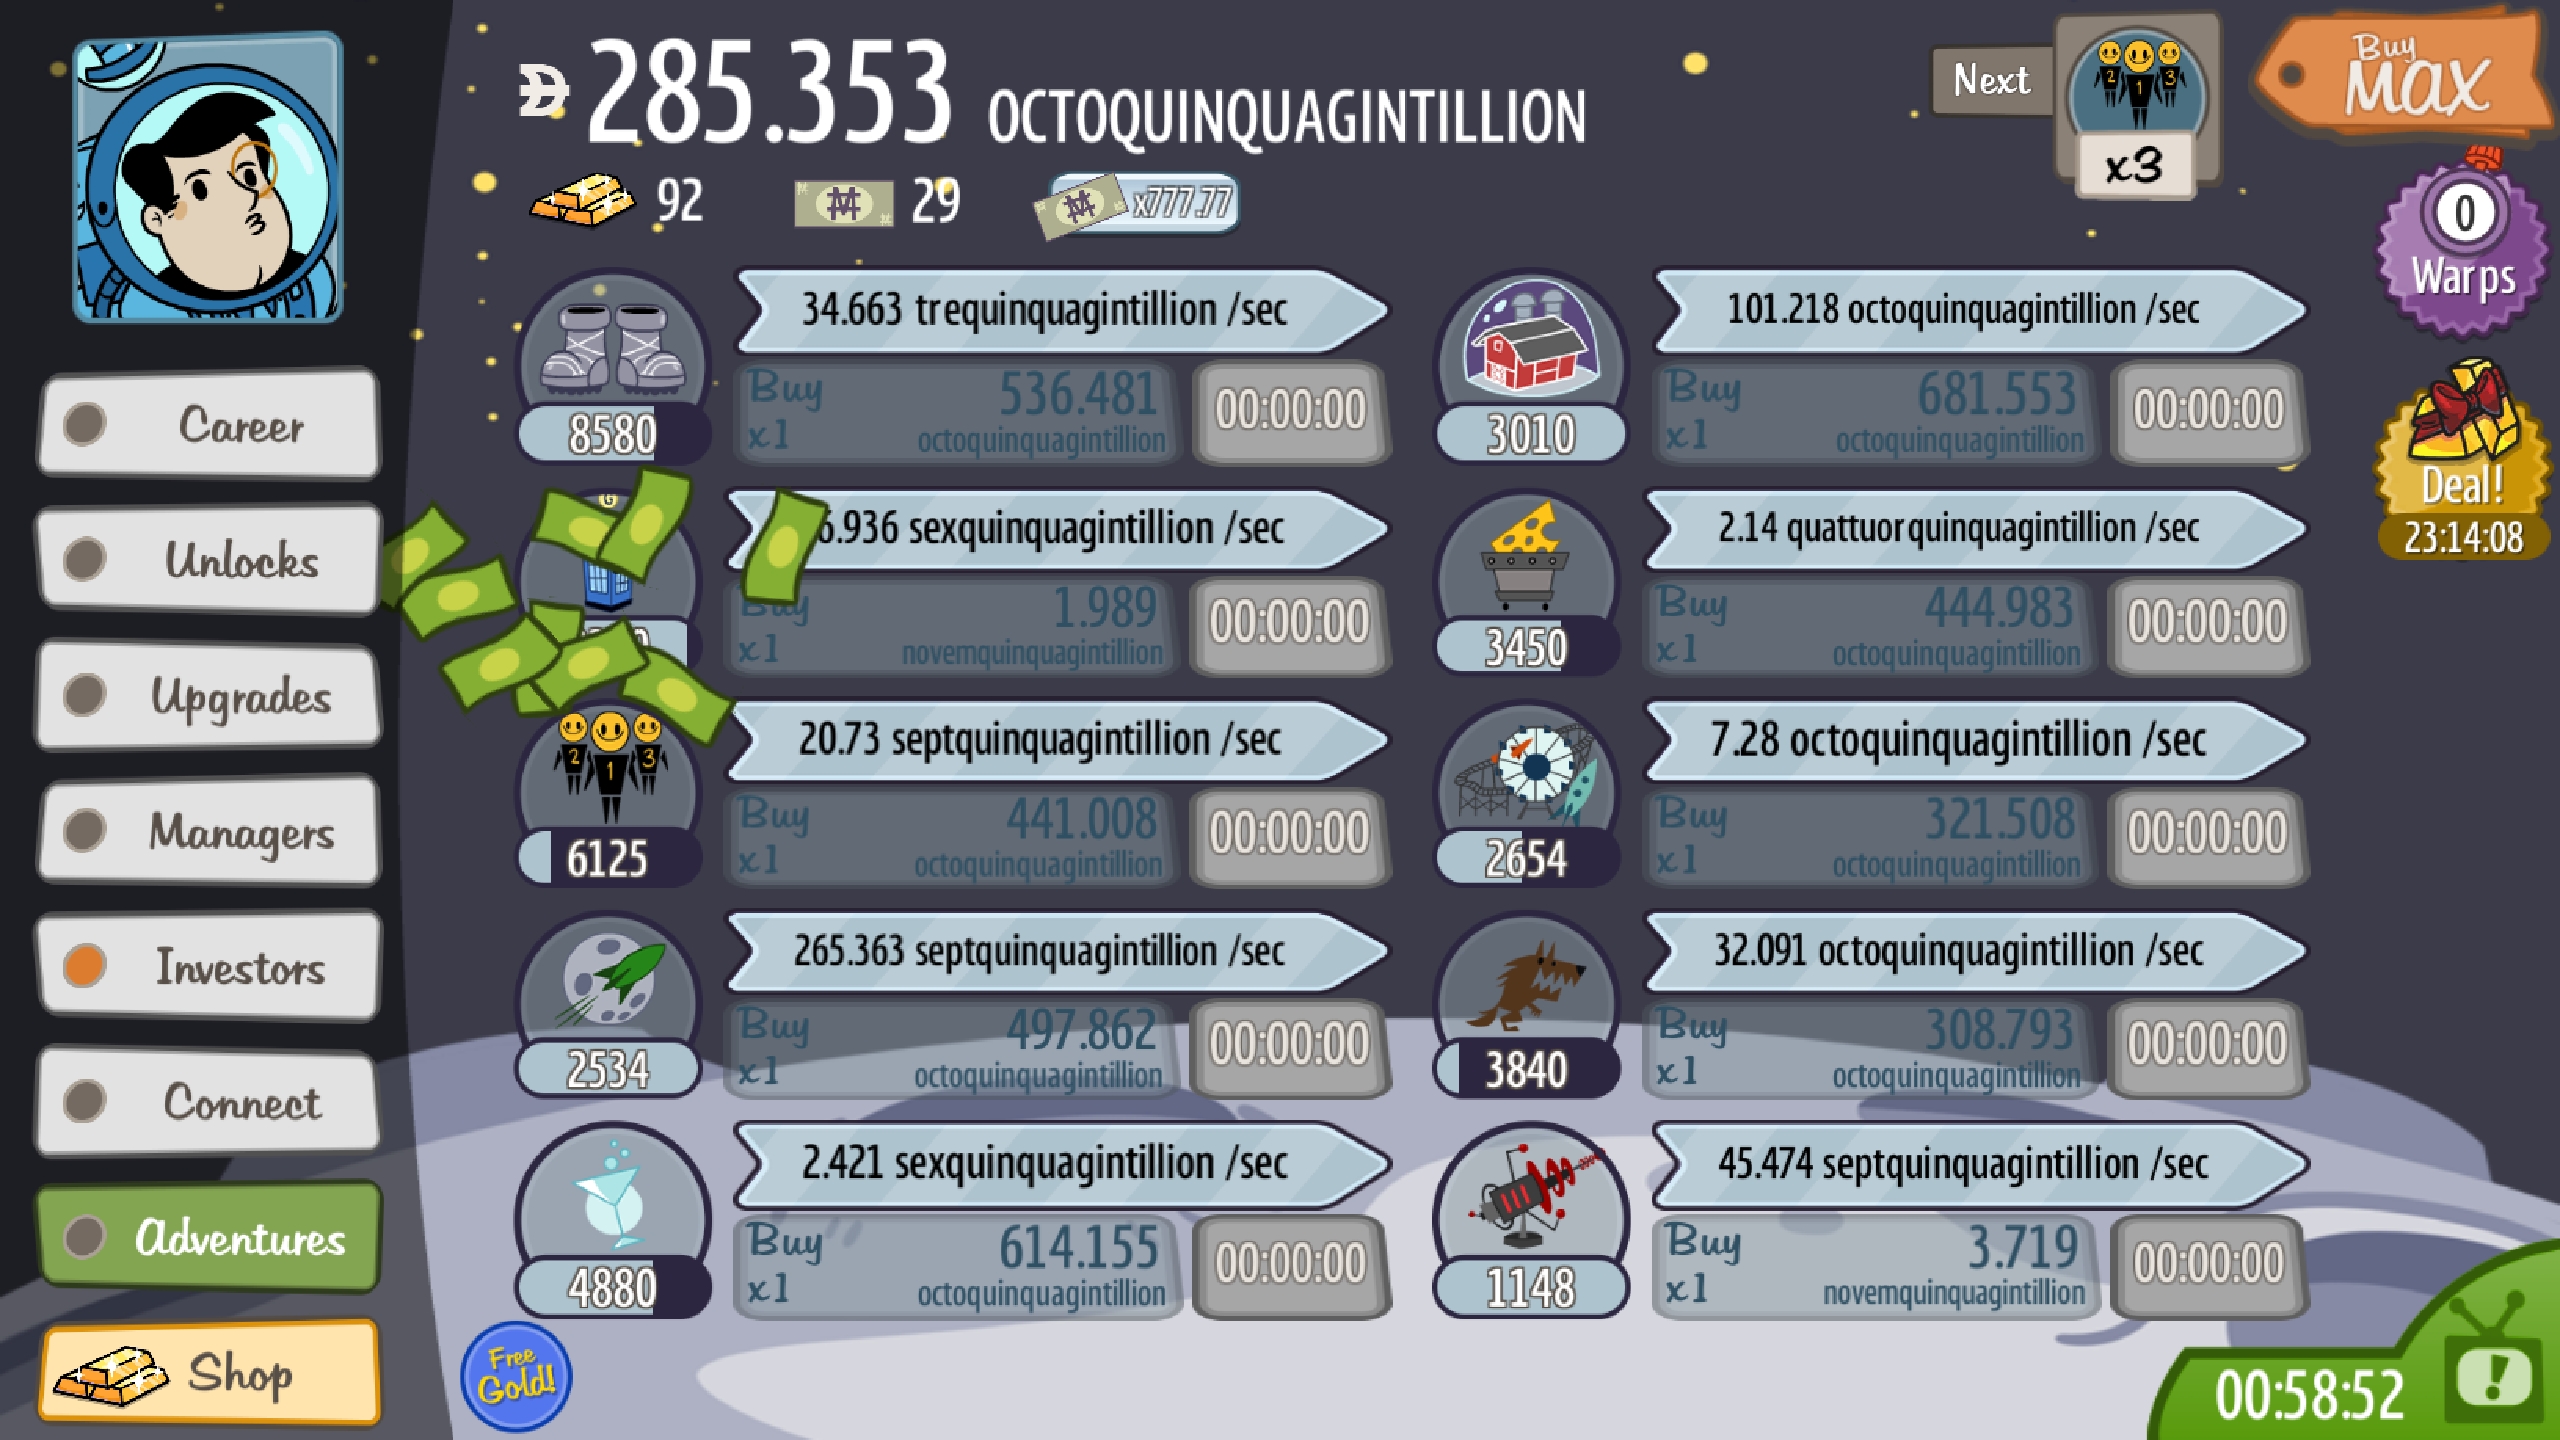 285.353 OCTOQUINQUAGINTILLION
92
29
x777.77
Next
x3
Buy
MAX
0
Warps
Deal!
23:14:08
Career
Unlocks
Upgrades
Managers
Investors
Connect
Adventures
Shop
34.663 trequinquagintillion /sec
8580
Buy
x1
536.481
octoquinquagintillion
00:00:00
101.218 octoquinquagintillion /sec
3010
Buy
x1
681.553
octoquinquagintillion
00:00:00
sexquinquagintillion /sec
Buy
x1
1.989
novemquinquagintillion
00:00:00
2.14 quattuorquinquagintillion /sec
3450
Buy
x1
444.983
octoquinquagintillion
00:00:00
20.73 septquinquagintillion /sec
2
1
3
6125
Buy
x1
441.008
octoquinquagintillion
00:00:00
7.28 octoquinquagintillion /sec
2654
Buy
x1
321.508
octoquinquagintillion
00:00:00
265.363 septquinquagintillion /sec
2534
Buy
x1
497.862
octoquinquagintillion
00:00:00
32.091 octoquinquagintillion /sec
3840
Buy
x1
308.793
octoquinquagintillion
00:00:00
2.421 sexquinquagintillion /sec
4880
Buy
x1
614.155
octoquinquagintillion
00:00:00
45.474 septquinquagintillion /sec
1148
Buy
x1
3.719
novemquinquagintillion
00:00:00
Free
Gold!
00:58:52